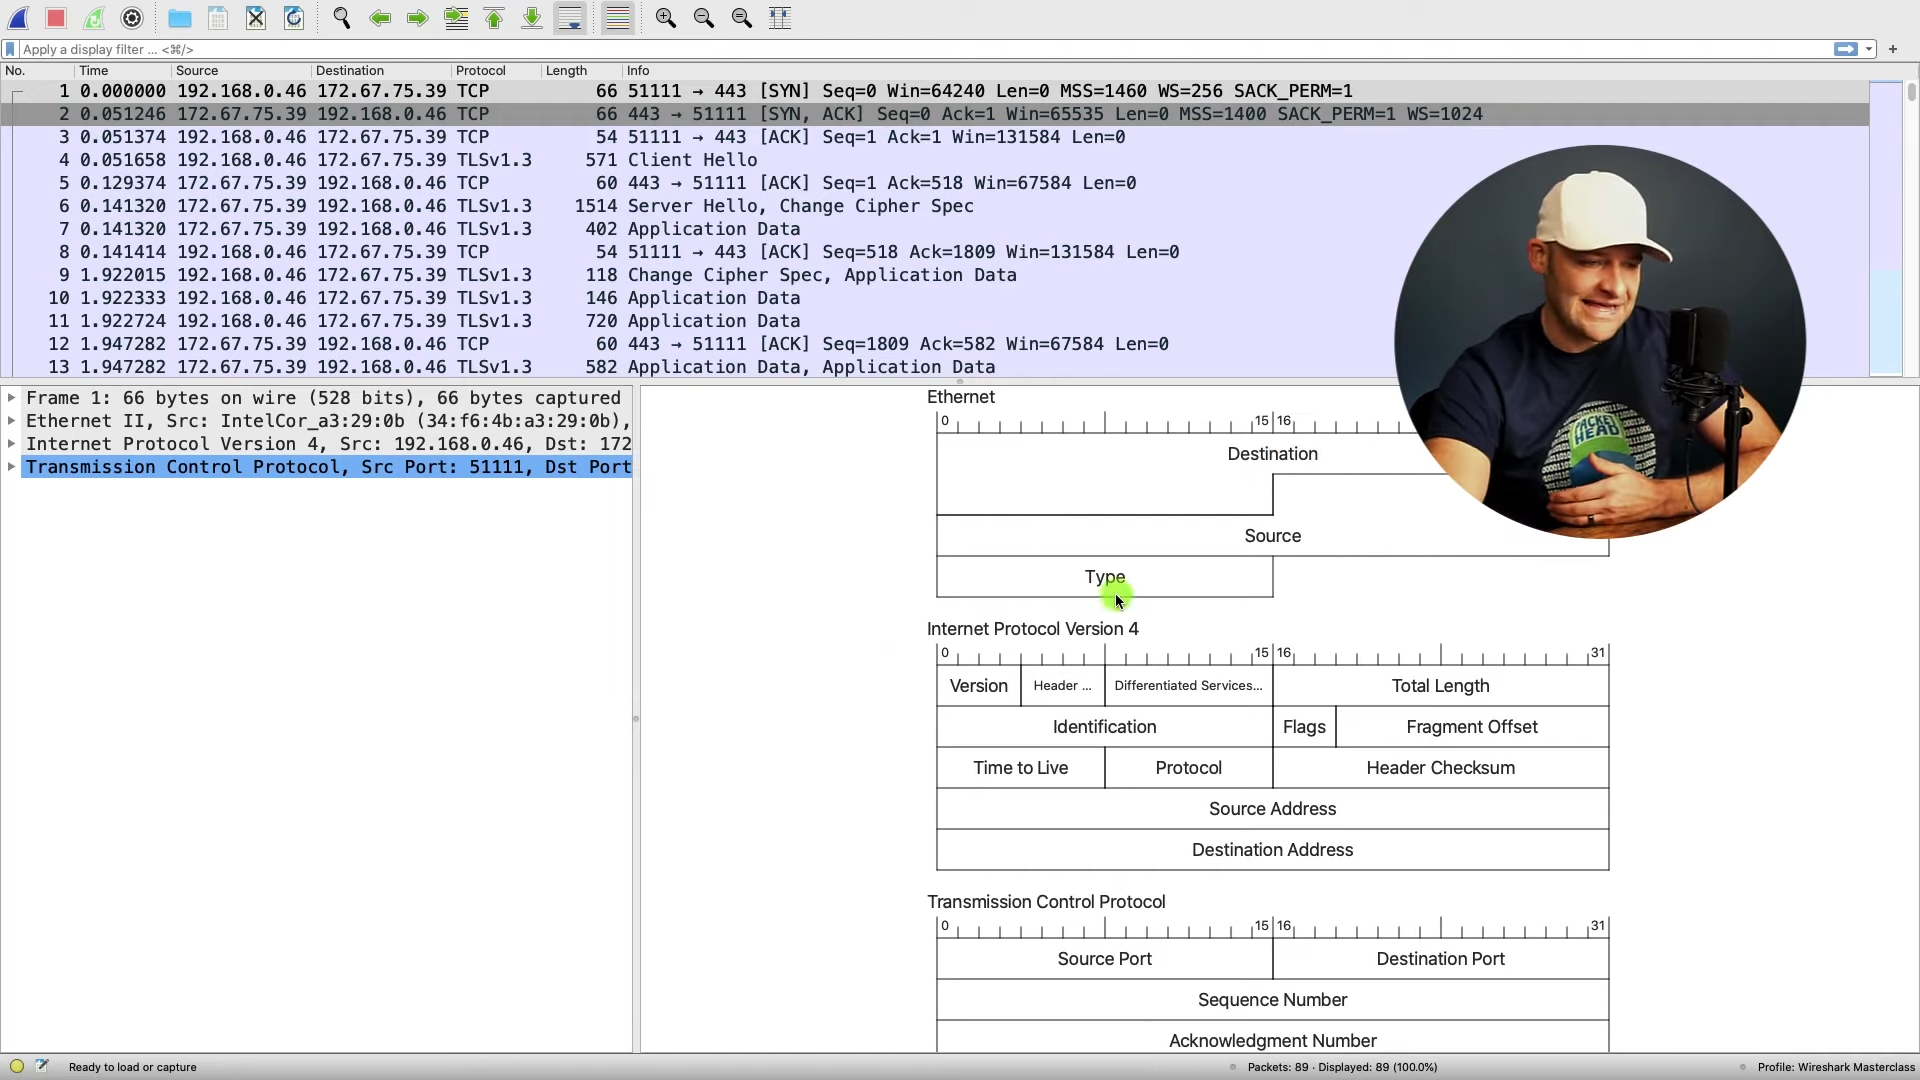 Apply a display filter ... <⌘/>
No. Time Source Destination Protocol Length Info
1 0.000000 192.168.0.46 172.67.75.39 TCP 66 51111 → 443 [SYN] Seq=0 Win=64240 Len=0 MSS=1460 WS=256 SACK_PERM=1
2 0.051246 172.67.75.39 192.168.0.46 TCP 66 443 → 51111 [SYN, ACK] Seq=0 Ack=1 Win=65535 Len=0 MSS=1400 SACK_PERM=1 WS=1024
3 0.051374 192.168.0.46 172.67.75.39 TCP 54 51111 → 443 [ACK] Seq=1 Ack=1 Win=131584 Len=0
4 0.051658 192.168.0.46 172.67.75.39 TLSv1.3 571 Client Hello
5 0.129374 172.67.75.39 192.168.0.46 TCP 60 443 → 51111 [ACK] Seq=1 Ack=518 Win=67584 Len=0
6 0.141320 172.67.75.39 192.168.0.46 TLSv1.3 1514 Server Hello, Change Cipher Spec
7 0.141320 172.67.75.39 192.168.0.46 TLSv1.3 402 Application Data
8 0.141414 192.168.0.46 172.67.75.39 TCP 54 51111 → 443 [ACK] Seq=518 Ack=1809 Win=131584 Len=0
9 1.922015 192.168.0.46 172.67.75.39 TLSv1.3 118 Change Cipher Spec, Application Data
10 1.922333 192.168.0.46 172.67.75.39 TLSv1.3 146 Application Data
11 1.922724 192.168.0.46 172.67.75.39 TLSv1.3 720 Application Data
12 1.947282 172.67.75.39 192.168.0.46 TCP 60 443 → 51111 [ACK] Seq=1809 Ack=582 Win=67584 Len=0
13 1.947282 172.67.75.39 192.168.0.46 TLSv1.3 582 Application Data, Application Data
PACKET
HEAD
Frame 1: 66 bytes on wire (528 bits), 66 bytes captured
Ethernet II, Src: IntelCor_a3:29:0b (34:f6:4b:a3:29:0b),
Internet Protocol Version 4, Src: 192.168.0.46, Dst: 172
Transmission Control Protocol, Src Port: 51111, Dst Port
Ethernet
0 15 16
Destination
Source
Type
Internet Protocol Version 4
0 15 16 31
Version Header ... Differentiated Services... Total Length
Identification Flags Fragment Offset
Time to Live Protocol Header Checksum
Source Address
Destination Address
Transmission Control Protocol
0 15 16 31
Source Port Destination Port
Sequence Number
Acknowledgment Number
Ready to load or capture Packets: 89 · Displayed: 89 (100.0%) Profile: Wireshark Masterclass